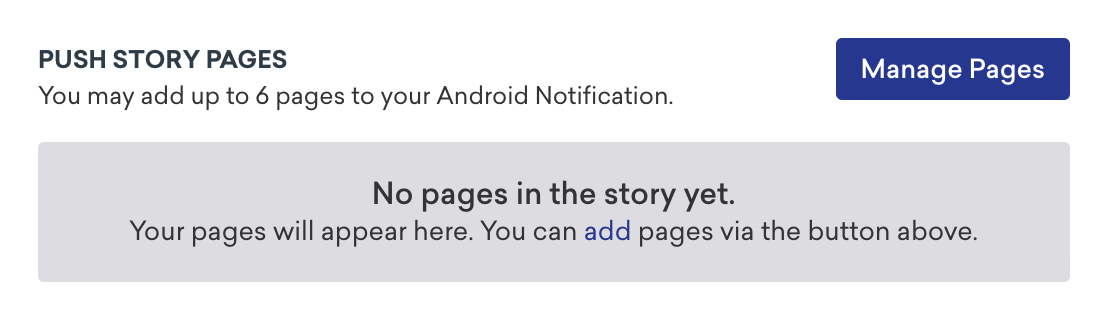 PUSH STORY PAGES
You may add up to 6 pages to your Android Notification.
Manage Pages
No pages in the story yet.
Your pages will appear here. You can add pages via the button above.